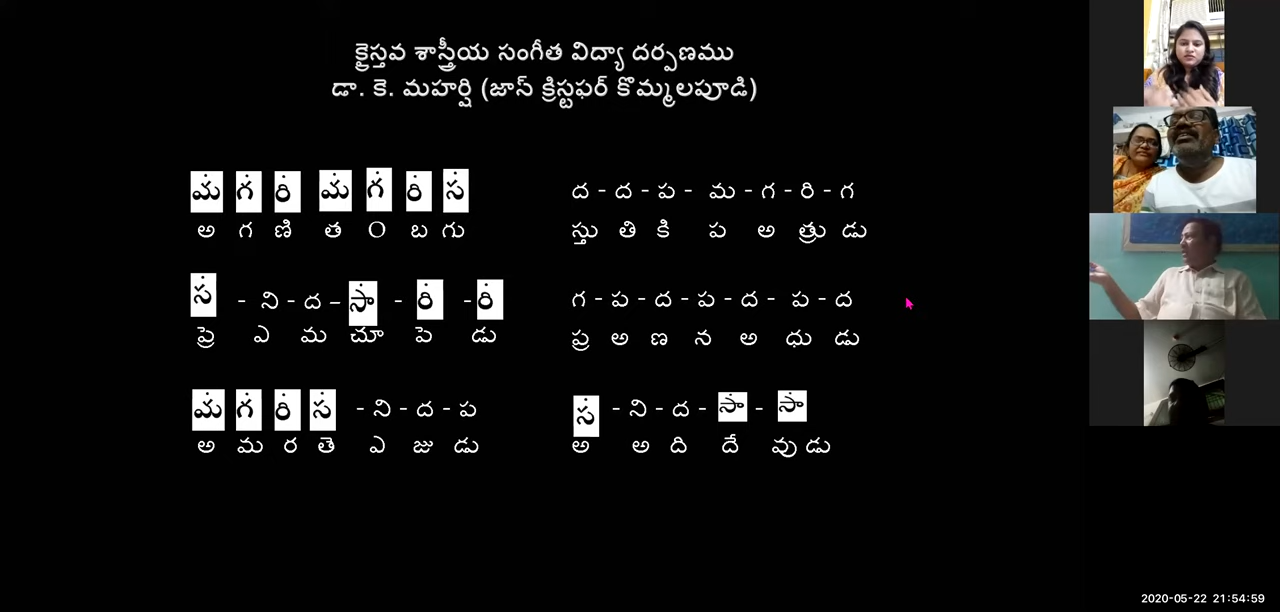 క్రైస్తవ శాస్త్రీయ సంగీత విద్యా దర్పణము
డా. కె. మహర్షి (జాస్ క్రిస్టఫర్ కొమ్మలపూడి)
మ̇ గ̇ రి̇ మ̇ గ̇ రి̇ స̇ ద - ద - ప - మ - గ - రి - గ
అ గ ణి త ం బ గు స్తు తి కి ప అ త్రు డు
స̇ - ని - ద – సా̇ - రి̇ - రి̇ గ - ప - ద - ప - ద - ప - ద
ప్రె ఎ మ చూ పె డు ప్ర అ ణ న అ ధు డు
మ̇ గ̇ రి̇ స̇ - ని - ద - ప స̇ - ని - ద - సా̇ - సా̇
అ మ ర తె ఎ జు డు అ అ ది దే వు డు
2020-05-22 21:54:59